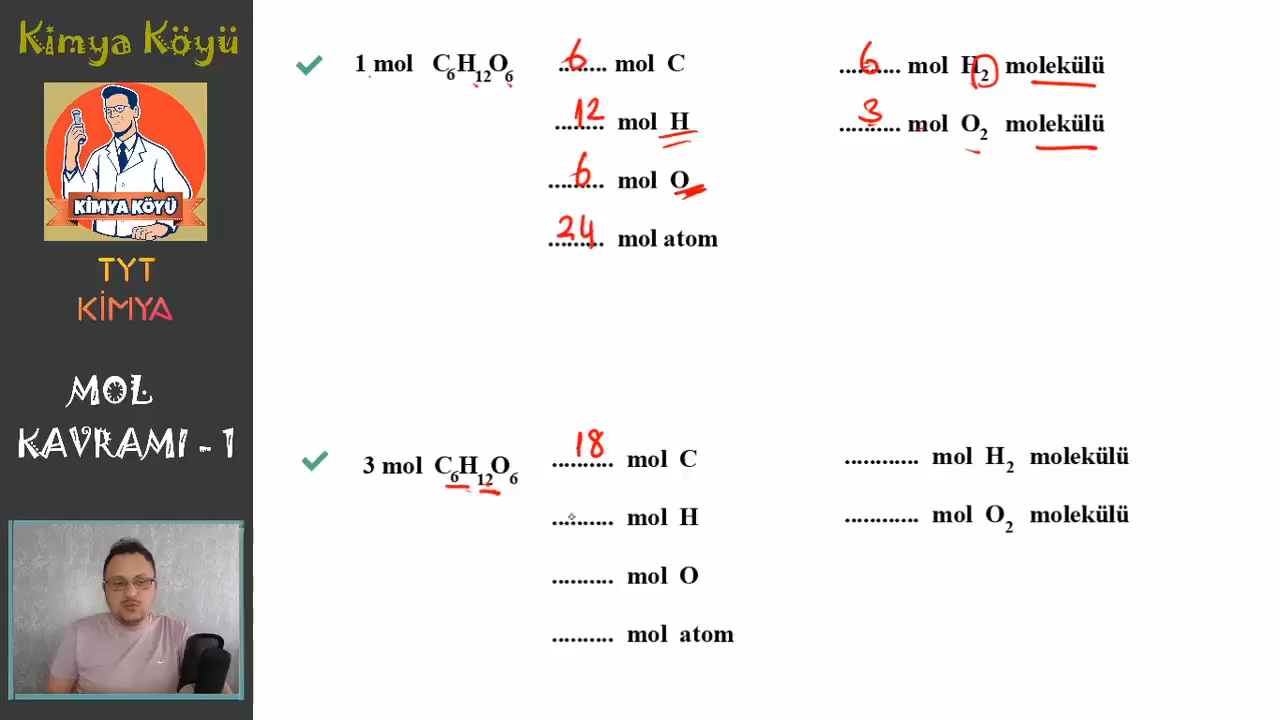 Kimya Köyü
KİMYA KÖYÜ
TYT
KİMYA
MOL
KAVRAMI - 1
1 mol C6H12O6
6 mol C
12 mol H
6 mol O
24 mol atom
6 mol H2 molekülü
3 mol O2 molekülü
3 mol C6H12O6
18 mol C
.......... mol H
.......... mol O
.......... mol atom
............ mol H2 molekülü
............ mol O2 molekülü